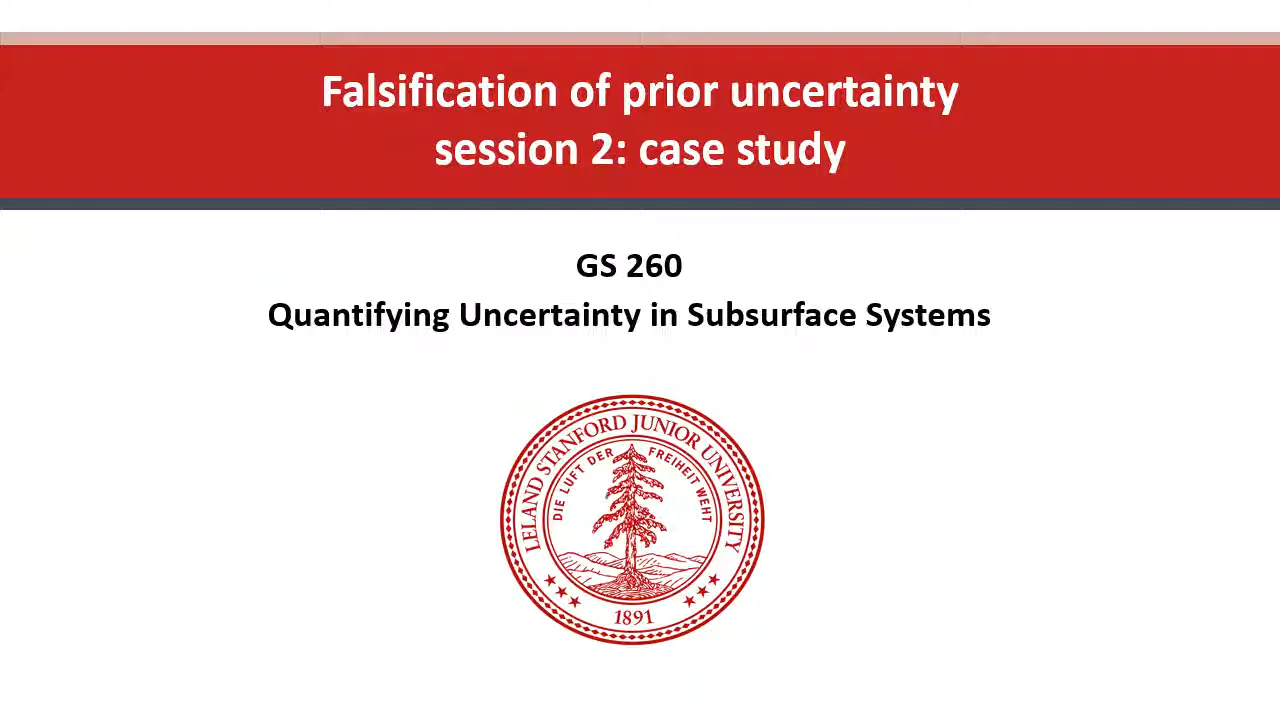 Falsification of prior uncertainty
session 2: case study
GS 260
Quantifying Uncertainty in Subsurface Systems
LELAND STANFORD JUNIOR UNIVERSITY
DIE LUFT DER FREIHEIT WEHT
1891